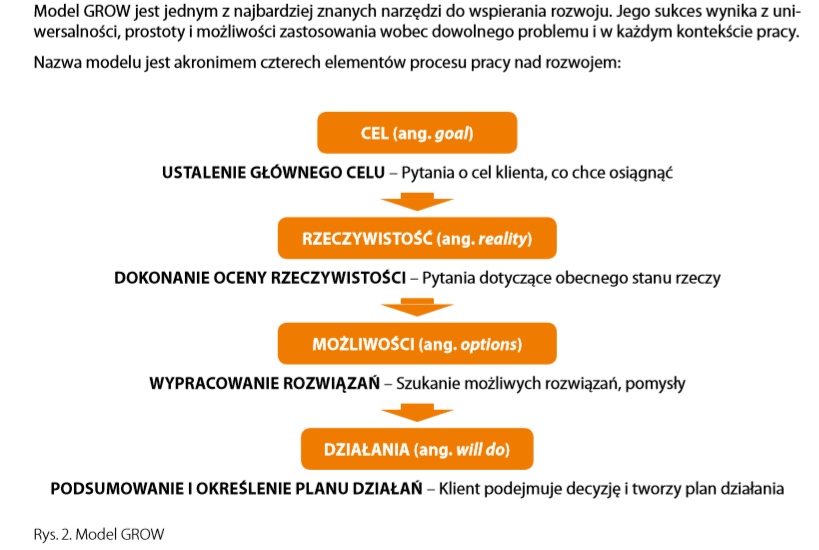 Model GROW jest jednym z najbardziej znanych narzędzi do wspierania rozwoju. Jego sukces wynika z uni-
wersalności, prostoty i możliwości zastosowania wobec dowolnego problemu i w każdym kontekście pracy.
Nazwa modelu jest akronimem czterech elementów procesu pracy nad rozwojem:
CEL (ang. goal)
USTALENIE GŁÓWNEGO CELU – Pytania o cel klienta, co chce osiągnąć
RZECZYWISTOŚĆ (ang. reality)
DOKONANIE OCENY RZECZYWISTOŚCI – Pytania dotyczące obecnego stanu rzeczy
MOŻLIWOŚCI (ang. options)
WYPRACOWANIE ROZWIĄZAŃ – Szukanie możliwych rozwiązań, pomysły
DZIAŁANIA (ang. will do)
PODSUMOWANIE I OKREŚLENIE PLANU DZIAŁAŃ – Klient podejmuje decyzję i tworzy plan działania
Rys. 2. Model GROW